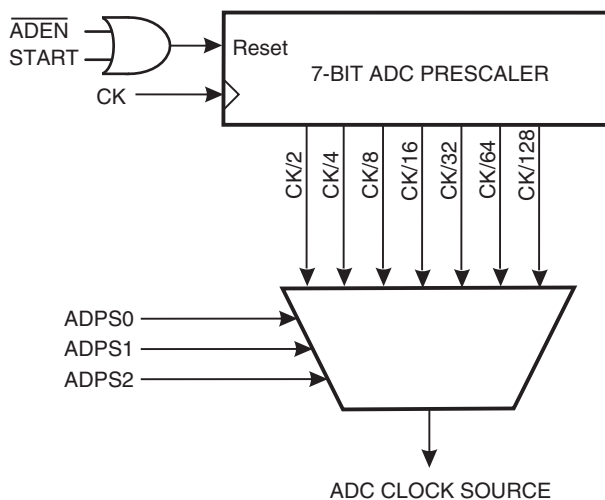 A̅D̅E̅N̅
START
Reset
CK
7-BIT ADC PRESCALER
CK/2
CK/4
CK/8
CK/16
CK/32
CK/64
CK/128
ADPS0
ADPS1
ADPS2
ADC CLOCK SOURCE